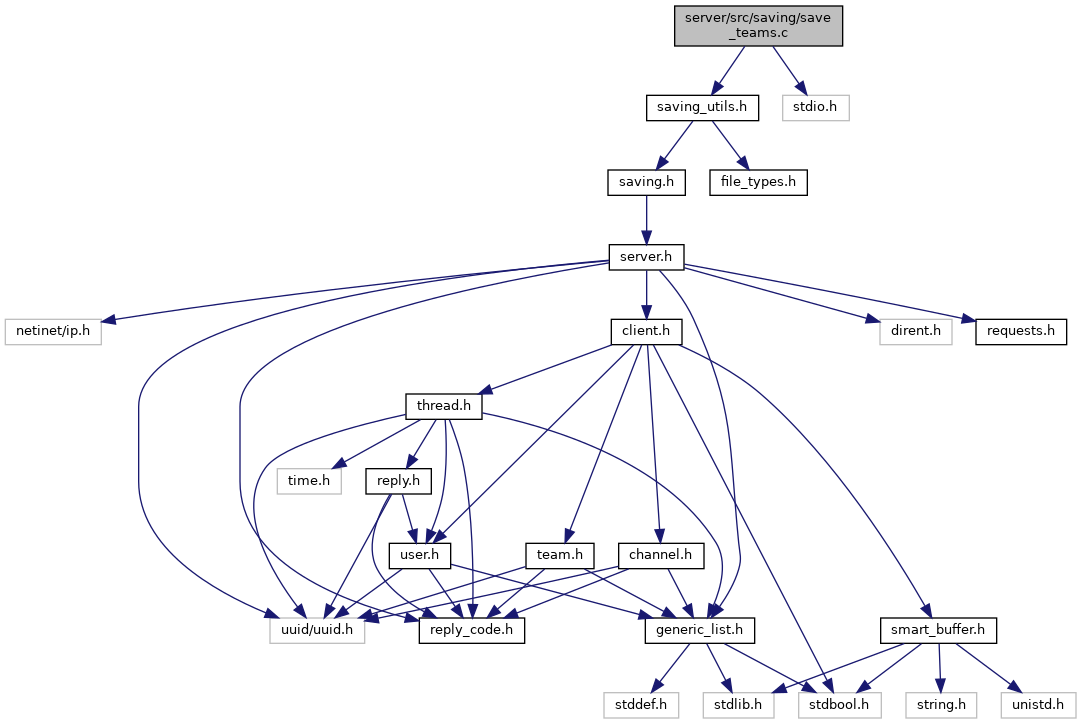 server/src/saving/save
_teams.c
saving_utils.h
stdio.h
saving.h
file_types.h
server.h
netinet/ip.h
client.h
dirent.h
requests.h
thread.h
time.h
reply.h
user.h
team.h
channel.h
uuid/uuid.h
reply_code.h
generic_list.h
smart_buffer.h
stddef.h
stdlib.h
stdbool.h
string.h
unistd.h